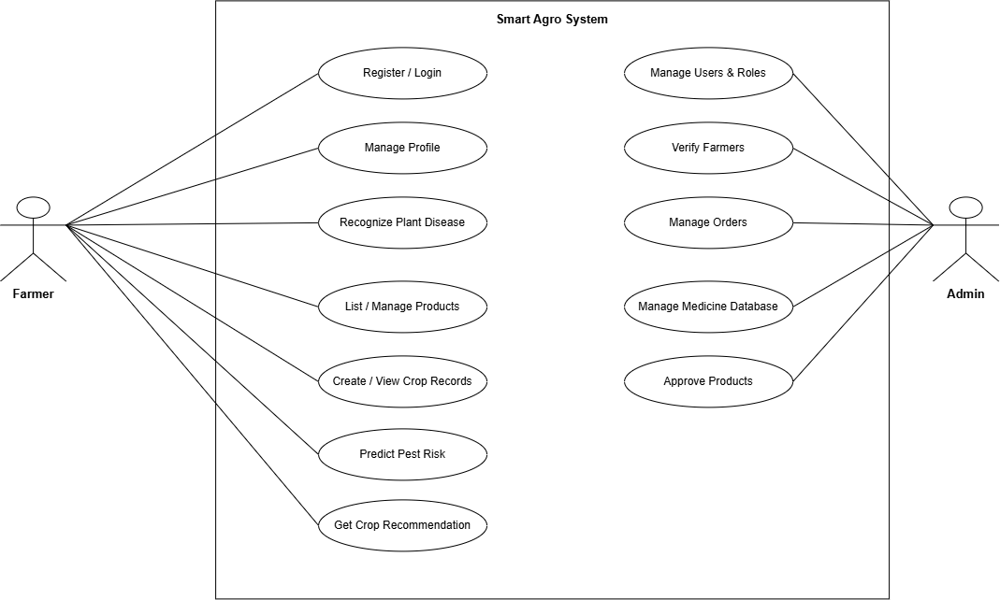 Smart Agro System
Register / Login
Manage Profile
Recognize Plant Disease
List / Manage Products
Create / View Crop Records
Predict Pest Risk
Get Crop Recommendation
Manage Users & Roles
Verify Farmers
Manage Orders
Manage Medicine Database
Approve Products
Farmer
Admin